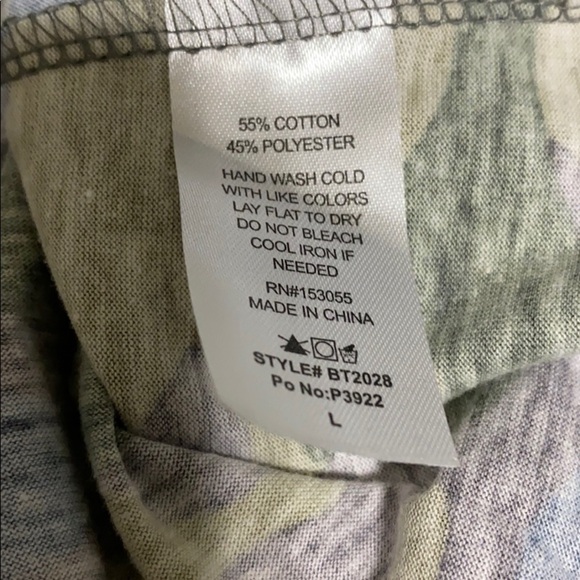 55% COTTON
45% POLYESTER
HAND WASH COLD
WITH LIKE COLORS
LAY FLAT TO DRY
DO NOT BLEACH
COOL IRON IF
NEEDED
RN#153055
MADE IN CHINA
STYLE# BT2028
Po No:P3922
L